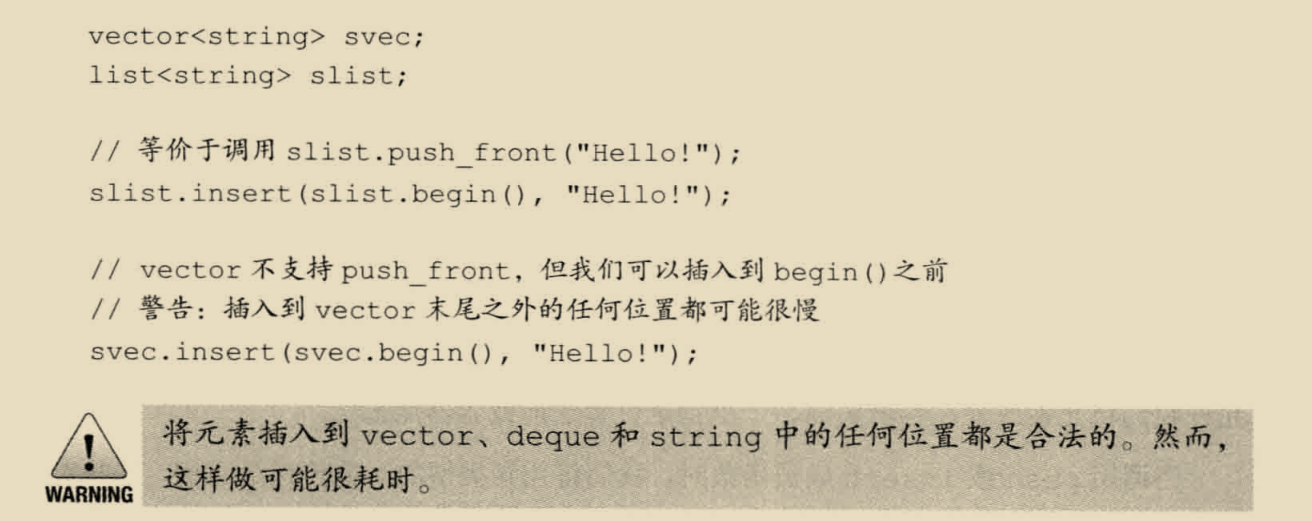 vector<string> svec;
list<string> slist;
// 等价于调用 slist.push_front("Hello!");
slist.insert(slist.begin(), "Hello!");
// vector 不支持 push_front，但我们可以插入到 begin()之前
// 警告：插入到 vector 末尾之外的任何位置都可能很慢
svec.insert(svec.begin(), "Hello!");
将元素插入到 vector、deque 和 string 中的任何位置都是合法的。然而，
这样做可能很耗时。
WARNING